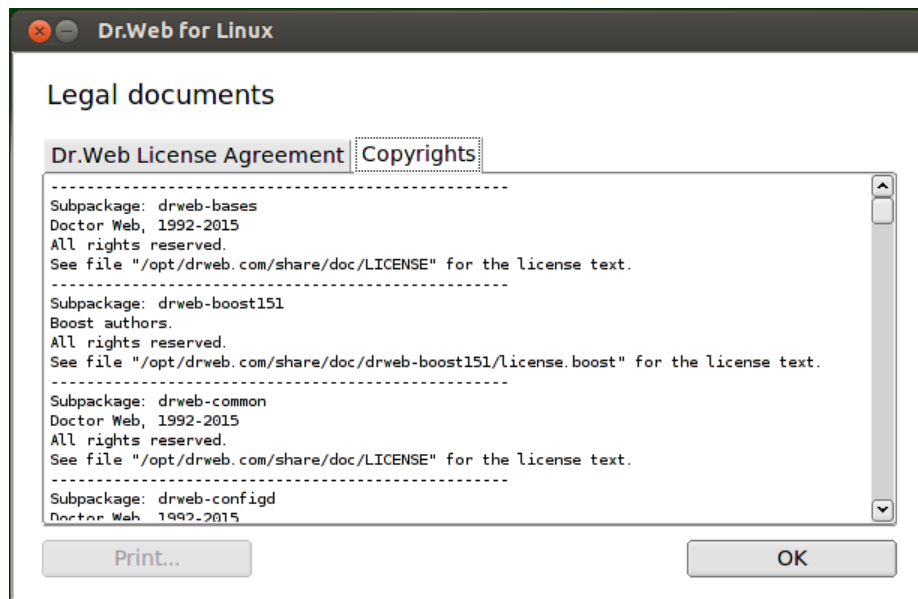 Dr.Web for Linux
Legal documents
Dr.Web License Agreement Copyrights
---------------------------------------------------
Subpackage: drweb-bases
Doctor Web, 1992-2015
All rights reserved.
See file "/opt/drweb.com/share/doc/LICENSE" for the license text.
---------------------------------------------------
Subpackage: drweb-boost151
Boost authors.
All rights reserved.
See file "/opt/drweb.com/share/doc/drweb-boost151/license.boost" for the license text.
---------------------------------------------------
Subpackage: drweb-common
Doctor Web, 1992-2015
All rights reserved.
See file "/opt/drweb.com/share/doc/LICENSE" for the license text.
---------------------------------------------------
Subpackage: drweb-configd
Doctor Web, 1992-2015
Print... OK